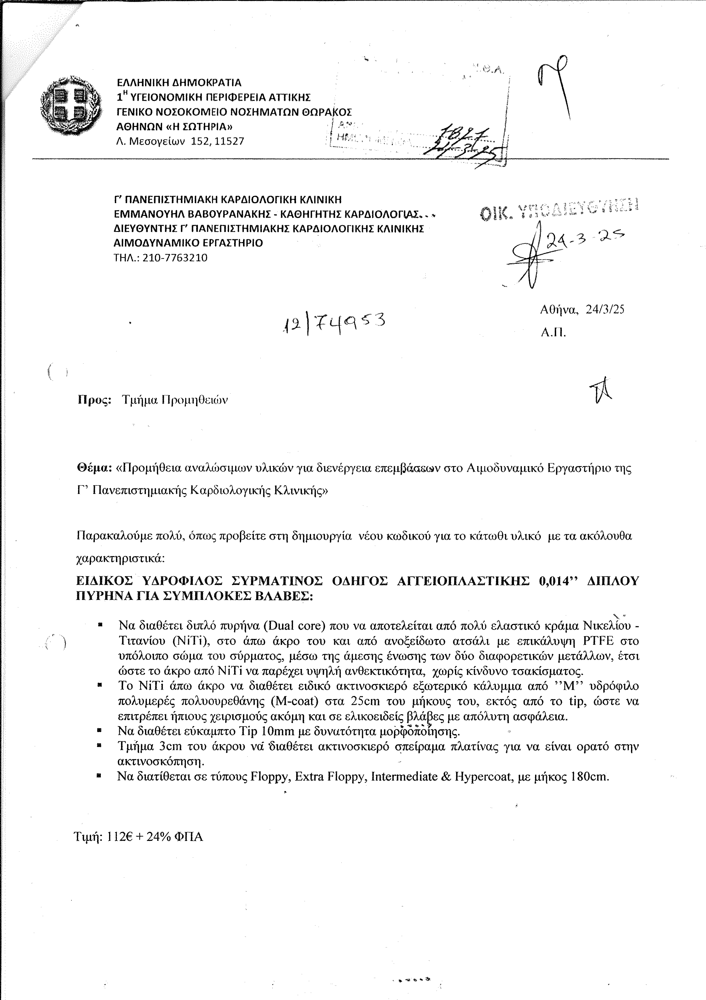 ΕΛΛΗΝΙΚΗ ΔΗΜΟΚΡΑΤΙΑ
1Η ΥΓΕΙΟΝΟΜΙΚΗ ΠΕΡΙΦΕΡΕΙΑ ΑΤΤΙΚΗΣ
ΓΕΝΙΚΟ ΝΟΣΟΚΟΜΕΙΟ ΝΟΣΗΜΑΤΩΝ ΘΩΡΑΚΟΣ
ΑΘΗΝΩΝ «Η ΣΩΤΗΡΙΑ»
Λ. Μεσογείων 152, 11527
Γ’ ΠΑΝΕΠΙΣΤΗΜΙΑΚΗ ΚΑΡΔΙΟΛΟΓΙΚΗ ΚΛΙΝΙΚΗ
ΕΜΜΑΝΟΥΗΛ ΒΑΒΟΥΡΑΝΑΚΗΣ - ΚΑΘΗΓΗΤΗΣ ΚΑΡΔΙΟΛΟΓΙΑΣ
ΔΙΕΥΘΥΝΤΗΣ Γ’ ΠΑΝΕΠΙΣΤΗΜΙΑΚΗΣ ΚΑΡΔΙΟΛΟΓΙΚΗΣ ΚΛΙΝΙΚΗΣ
ΑΙΜΟΔΥΝΑΜΙΚΟ ΕΡΓΑΣΤΗΡΙΟ
ΤΗΛ.: 210-7763210
ΟΙΚ. ΥΠΟΔΙΕΥΘΥΝΣΗ
24-3-25
Αθήνα, 24/3/25
12/74953
Α.Π.
Προς: Τμήμα Προμηθειών
Θέμα: «Προμήθεια αναλώσιμων υλικών για διενέργεια επεμβάσεων στο Αιμοδυναμικό Εργαστήριο της
Γ’ Πανεπιστημιακής Καρδιολογικής Κλινικής»
Παρακαλούμε πολύ, όπως προβείτε στη δημιουργία νέου κωδικού για το κάτωθι υλικό με τα ακόλουθα
χαρακτηριστικά:
ΕΙΔΙΚΟΣ ΥΔΡΟΦΙΛΟΣ ΣΥΡΜΑΤΙΝΟΣ ΟΔΗΓΟΣ ΑΓΓΕΙΟΠΛΑΣΤΙΚΗΣ 0,014’’ ΔΙΠΛΟΥ
ΠΥΡΗΝΑ ΓΙΑ ΣΥΜΠΛΟΚΕΣ ΒΛΑΒΕΣ:
▪ Να διαθέτει διπλό πυρήνα (Dual core) που να αποτελείται από πολύ ελαστικό κράμα Νικελίου -
Τιτανίου (NiTi), στο άπω άκρο του και από ανοξείδωτο ατσάλι με επικάλυψη PTFE στο
υπόλοιπο σώμα του σύρματος, μέσω της άμεσης ένωσης των δύο διαφορετικών μετάλλων, έτσι
ώστε το άκρο από NiTi να παρέχει υψηλή ανθεκτικότητα, χωρίς κίνδυνο τσακίσματος.
▪ Το NiTi άπω άκρο να διαθέτει ειδικό ακτινοσκιερό εξωτερικό κάλυμμα από ’’M’’ υδρόφιλο
πολυμερές πολυουρεθάνης (M-coat) στα 25cm του μήκους του, εκτός από το tip, ώστε να
επιτρέπει ήπιους χειρισμούς ακόμη και σε ελικοειδείς βλάβες με απόλυτη ασφάλεια.
▪ Να διαθέτει εύκαμπτο Tip 10mm με δυνατότητα μορφοποίησης.
▪ Τμήμα 3cm του άκρου νά διαθέτει ακτινοσκιερό σπείραμα πλατίνας για να είναι ορατό στην
ακτινοσκόπηση.
▪ Να διατίθεται σε τύπους Floppy, Extra Floppy, Intermediate & Hypercoat, με μήκος 180cm.
Τιμή: 112€ + 24% ΦΠΑ